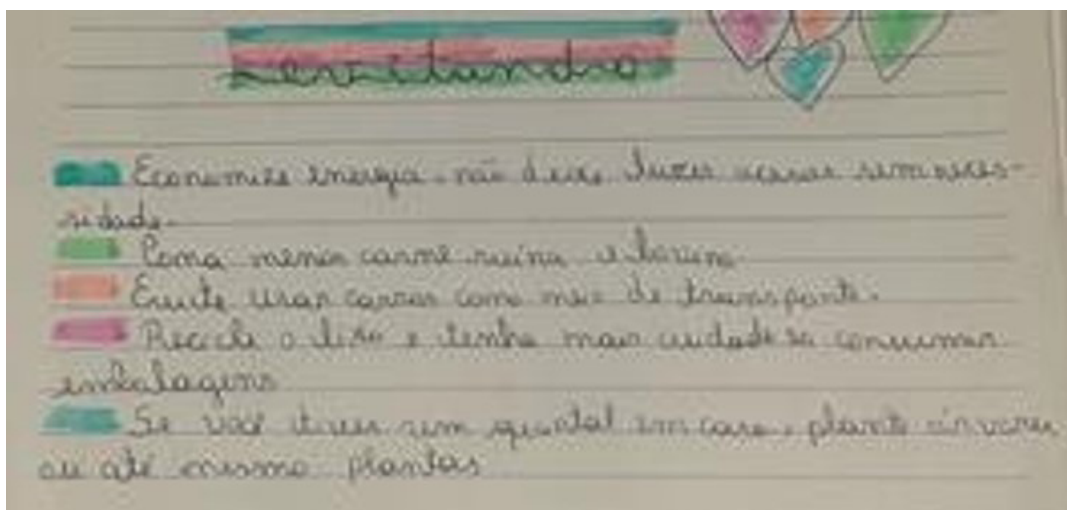 evitando
Economize energia. não deixe luzes acesas sem neces-
sidade.
Coma menos carne suína e bovina.
Evite usar carros como meio de transporte.
Recicle o lixo e tenha mais cuidado ao consumir
embalagens
Se você tiver um quintal em casa, plante árvores
ou até mesmo plantas